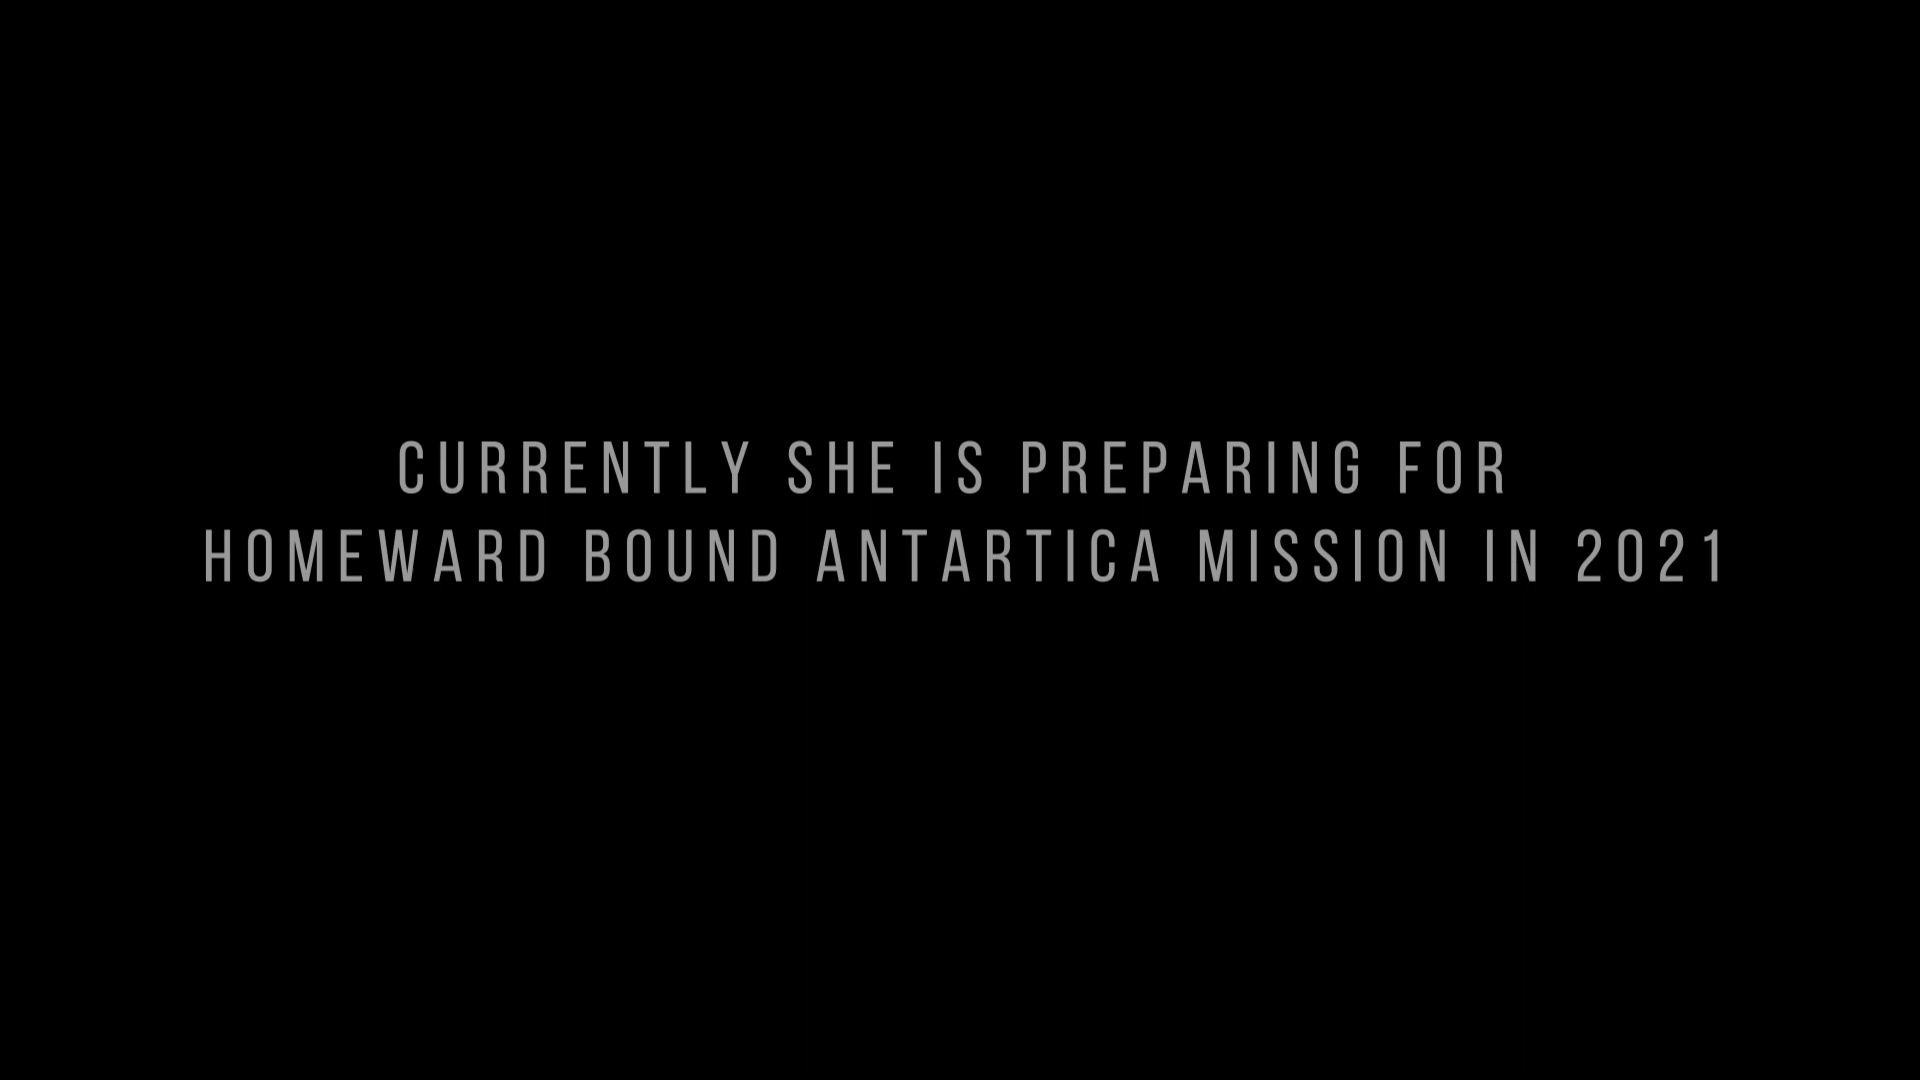 CURRENTLY SHE IS PREPARING FOR
HOMEWARD BOUND ANTARTICA MISSION IN 2021